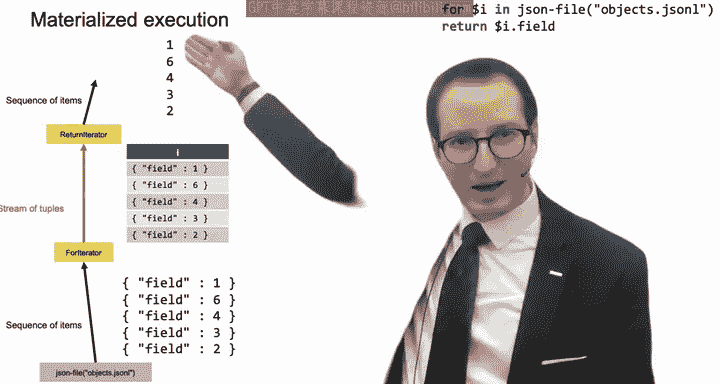 Materialized execution
for $i in json-file("objects.jsonl")
return $i.field
1
6
4
3
2
Sequence of items
ReturnIterator
Stream of tuples
i
{ "field" : 1 }
{ "field" : 6 }
{ "field" : 4 }
{ "field" : 3 }
{ "field" : 2 }
ForIterator
{ "field" : 1 }
{ "field" : 6 }
{ "field" : 4 }
{ "field" : 3 }
{ "field" : 2 }
Sequence of items
json-file("objects.jsonl")